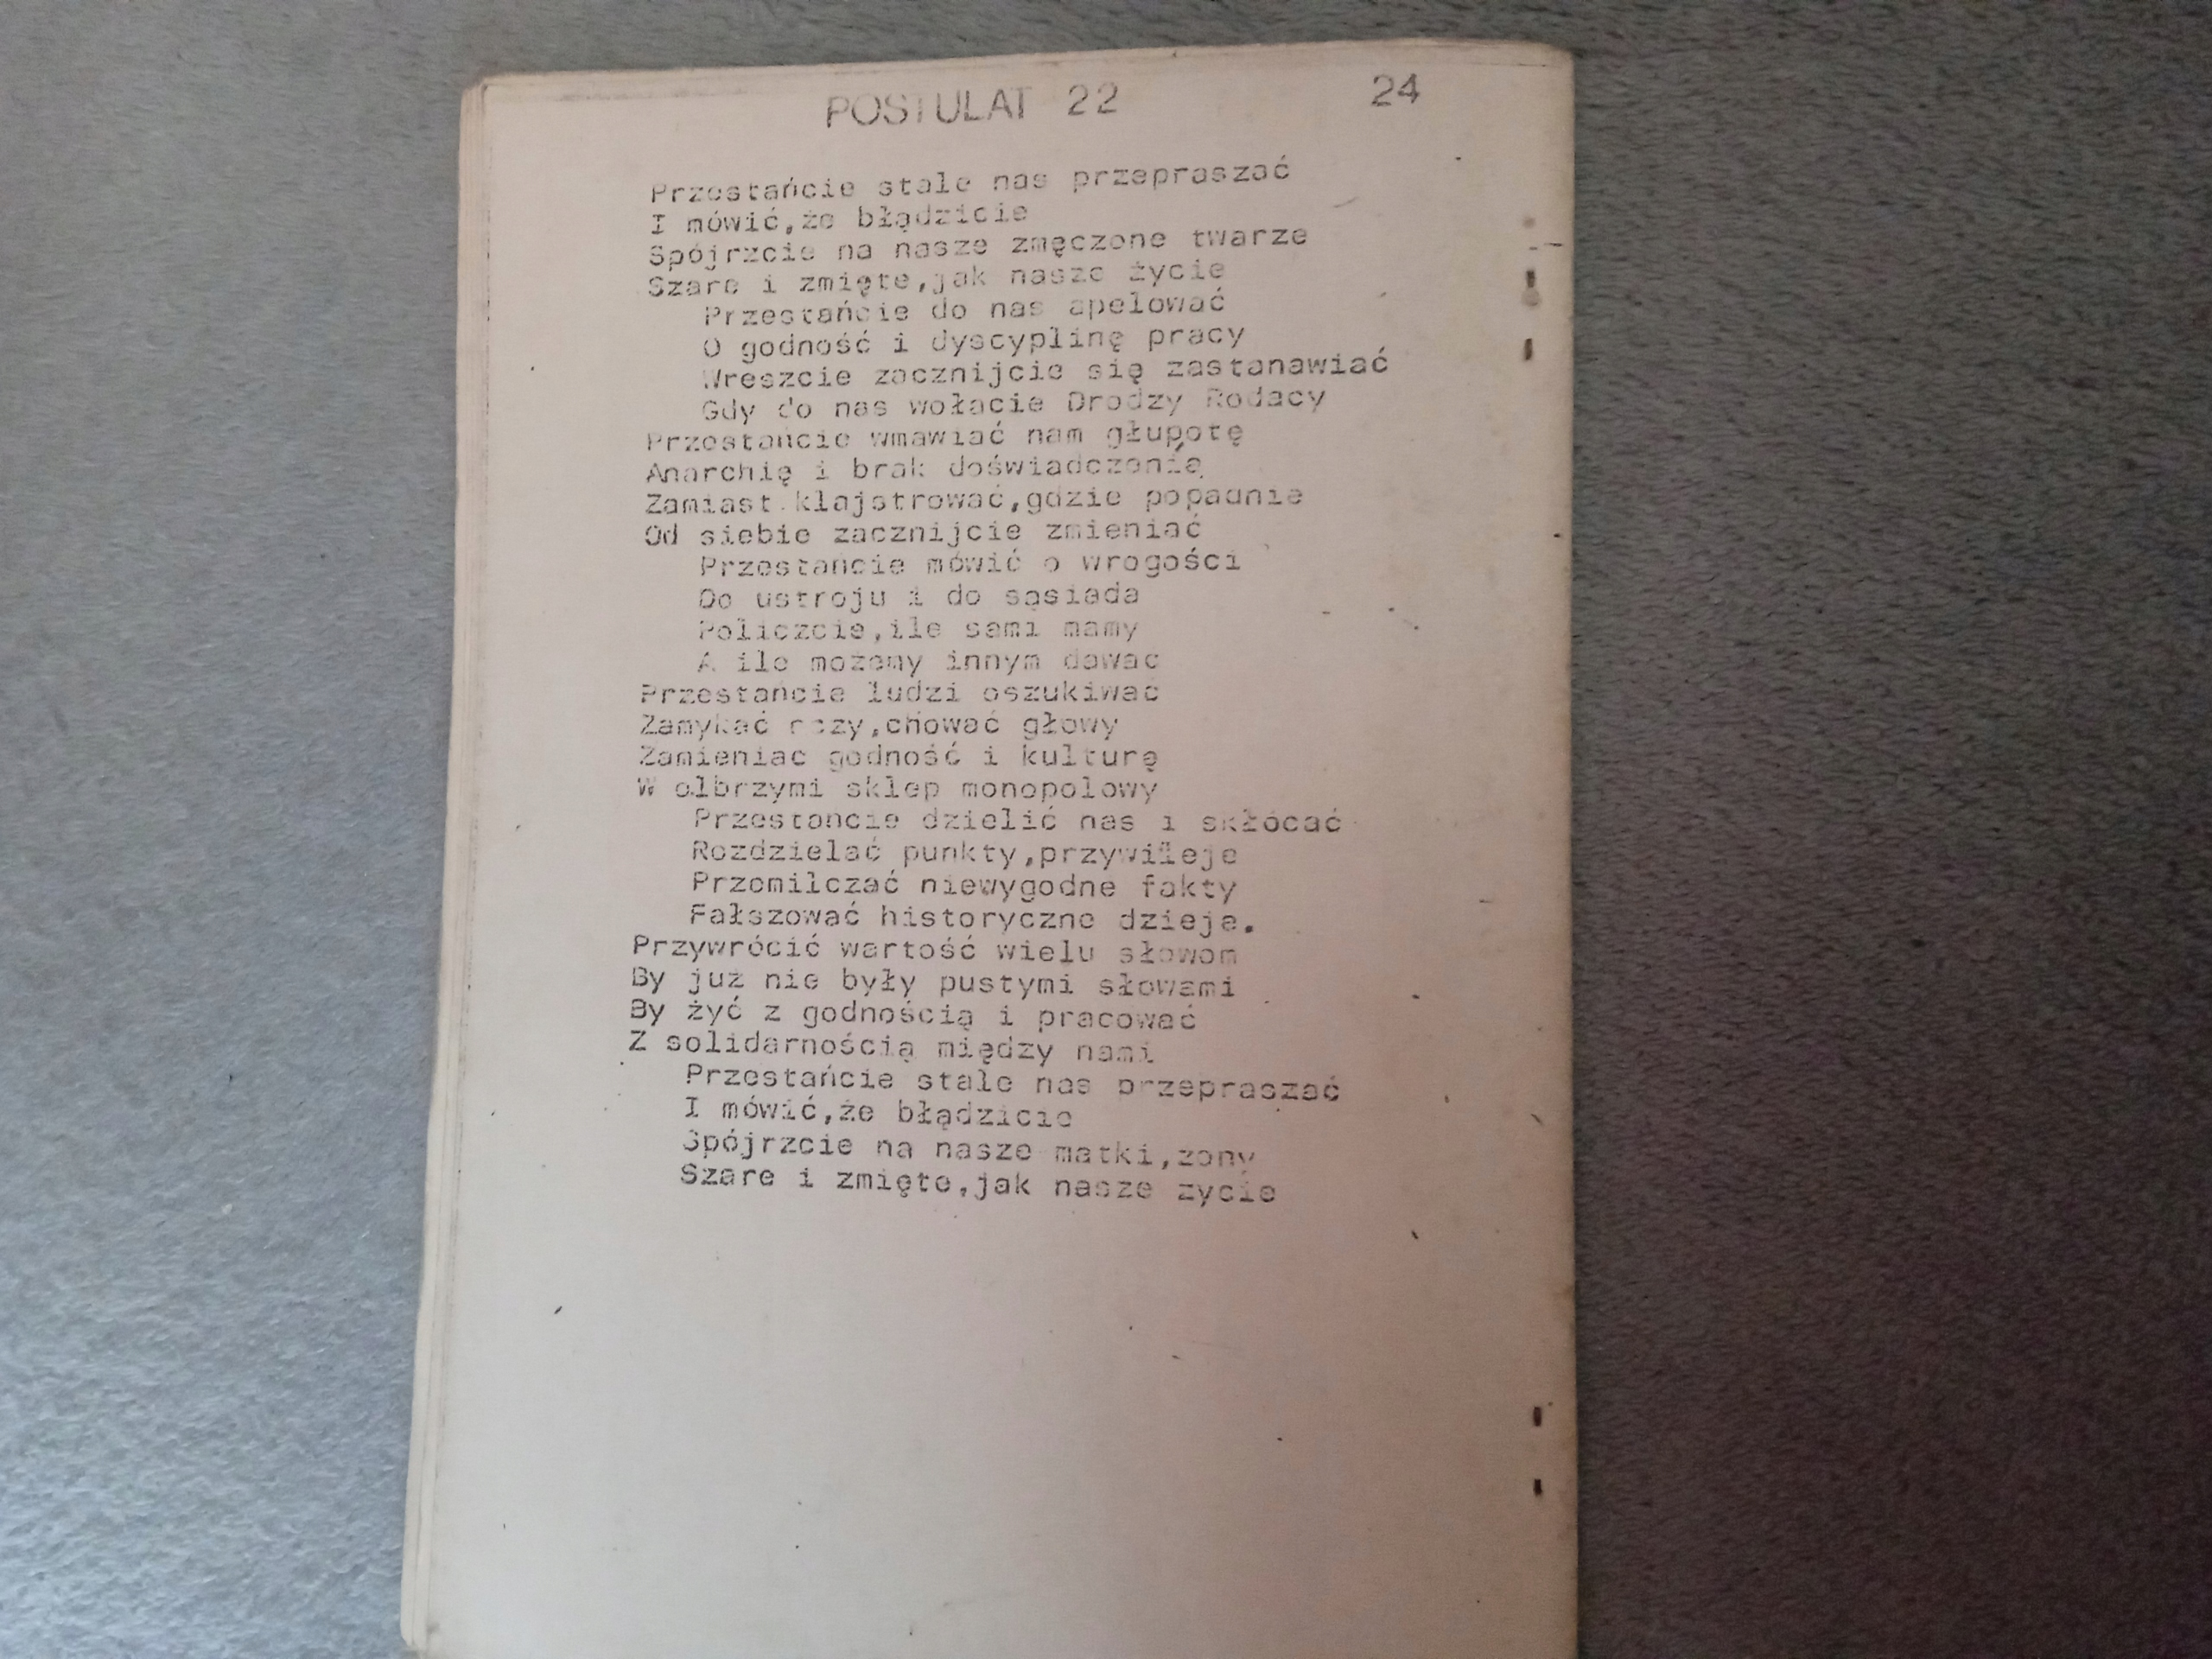 POSTULAT 22
24
Przestańcie stale nas przepraszać
I mówić,że błądzicie
Spójrzcie na nasze zmęczone twarze
Szare i zmięte,jak nasze życie
Przestańcie do nas apelować
O godność i dyscyplinę pracy
Wreszcie zacznijcie się zastanawiać
Gdy do nas wołacie Drodzy Rodacy
Przestańcie wmawiać nam głupotę
Anarchię i brak doświadczenia
Zamiast klajstrować,gdzie popadnie
Od siebie zacznijcie zmieniać
Przestańcie mówić o wrogości
Do ustroju i do sąsiada
Policzcie,ile sami mamy
A ile możemy innym dawac
Przestańcie ludzi oszukiwać
Zamykać oczy,chować głowy
Zamieniac godność i kulturę
W olbrzymi sklep monopolowy
Przestańcie dzielić nas i skłócać
Rozdzielać punkty,przywileje
Przemilczać niewygodne fakty
Fałszować historyczne dzieje.
Przywrócić wartość wielu słowom
By już nie były pustymi słowami
By żyć z godnością i pracować
Z solidarnością między nami
Przestańcie stale nas przepraszać
I mówić,że błądzicie
Spójrzcie na nasze matki,żony
Szare i zmięte,jak nasze życie